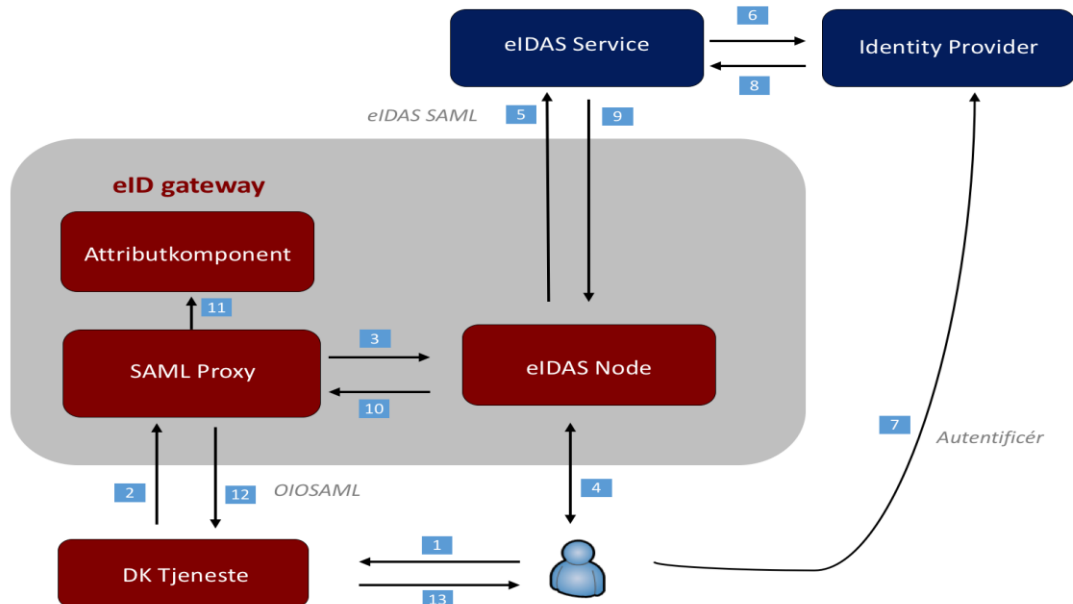 eIDAS Service
6
Identity Provider
8
eIDAS SAML
5
9
eID gateway
Attributkomponent
11
SAML Proxy
3
eIDAS Node
10
7
Autentificér
2
12
OIOSAML
4
1
DK Tjeneste
13